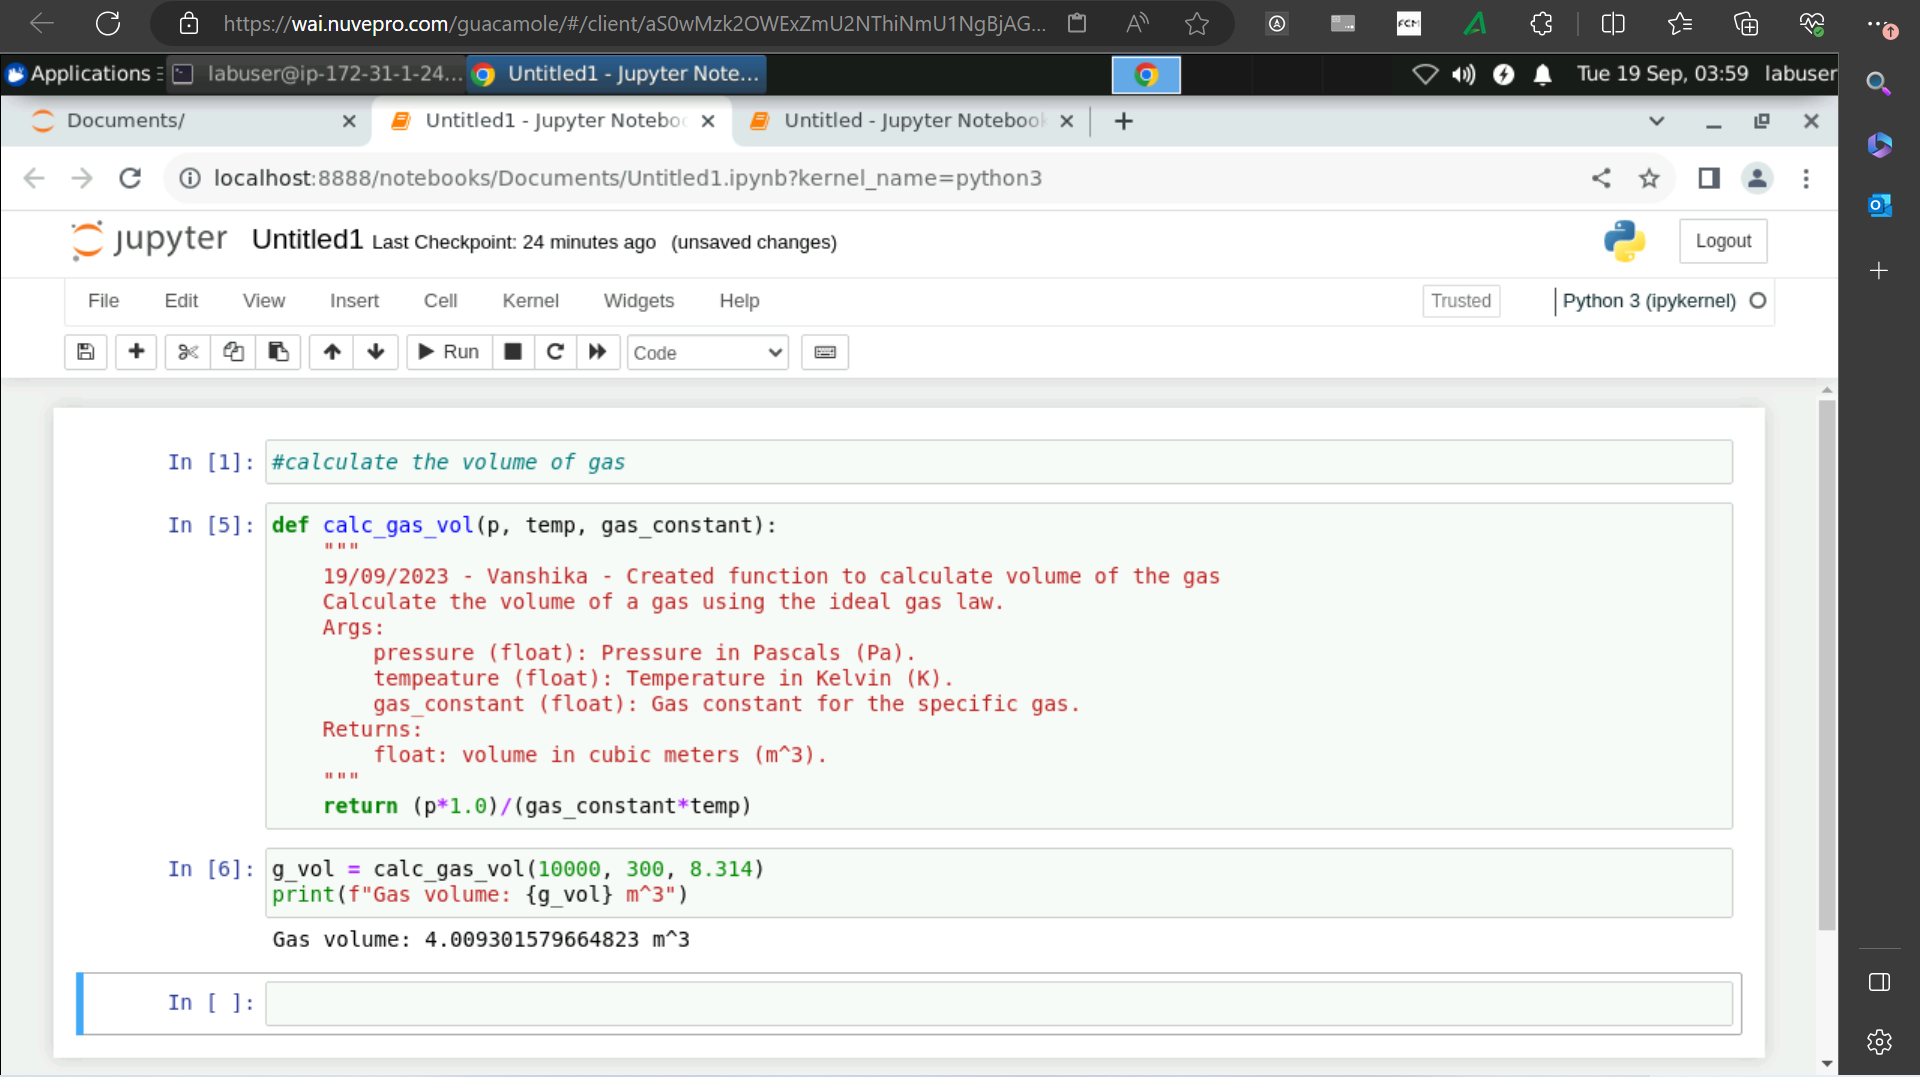 https://wai.nuvepro.com/guacamole/#/client/aS0wMzk2OWExZmU2NThiNmU1NgBjAG...
FCM
Applications
labuser@ip-172-31-1-24...
Untitled1 - Jupyter Note...
Tue 19 Sep, 03:59
labuser
Documents/
Untitled1 - Jupyter Noteboo
Untitled - Jupyter Notebook
localhost:8888/notebooks/Documents/Untitled1.ipynb?kernel_name=python3
jupyter
Untitled1
Last Checkpoint: 24 minutes ago
(unsaved changes)
Logout
File
Edit
View
Insert
Cell
Kernel
Widgets
Help
Trusted
Python 3 (ipykernel)
Run
Code
In [1]:
#calculate the volume of gas
In [5]:
def calc_gas_vol(p, temp, gas_constant):
"""
19/09/2023 - Vanshika - Created function to calculate volume of the gas
Calculate the volume of a gas using the ideal gas law.
Args:
pressure (float): Pressure in Pascals (Pa).
tempeature (float): Temperature in Kelvin (K).
gas_constant (float): Gas constant for the specific gas.
Returns:
float: volume in cubic meters (m^3).
"""
return (p*1.0)/(gas_constant*temp)
In [6]:
g_vol = calc_gas_vol(10000, 300, 8.314)
print(f"Gas volume: {g_vol} m^3")
Gas volume: 4.009301579664823 m^3
In [ ]: